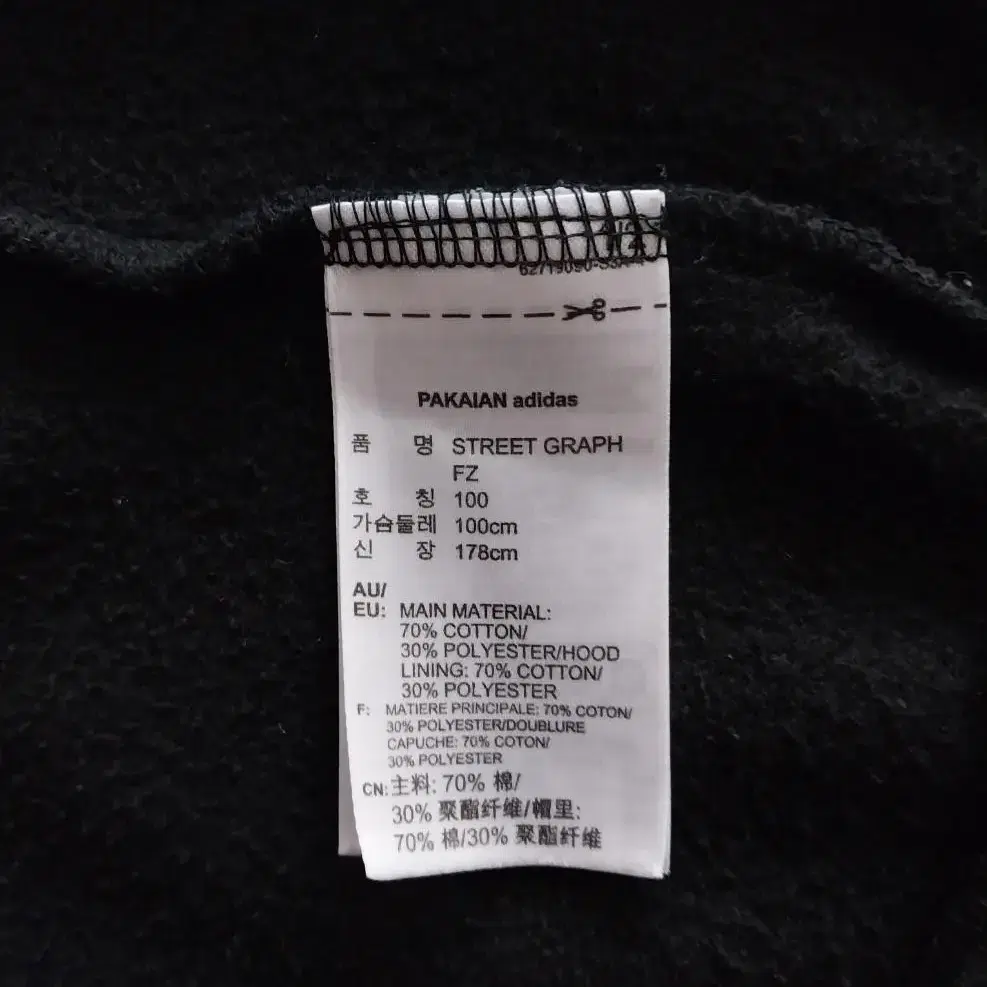 PAKAIAN adidas
품 명 STREET GRAPH
FZ
호 칭 100
가슴둘레 100cm
신 장 178cm
AU/
EU: MAIN MATERIAL:
70% COTTON/
30% POLYESTER/HOOD
LINING: 70% COTTON/
30% POLYESTER
F: MATIERE PRINCIPALE: 70% COTON/
30% POLYESTER/DOUBLURE
CAPUCHE: 70% COTON/
30% POLYESTER
CN: 主料: 70% 棉/
30% 聚酯纤维/帽里:
70% 棉/30% 聚酯纤维